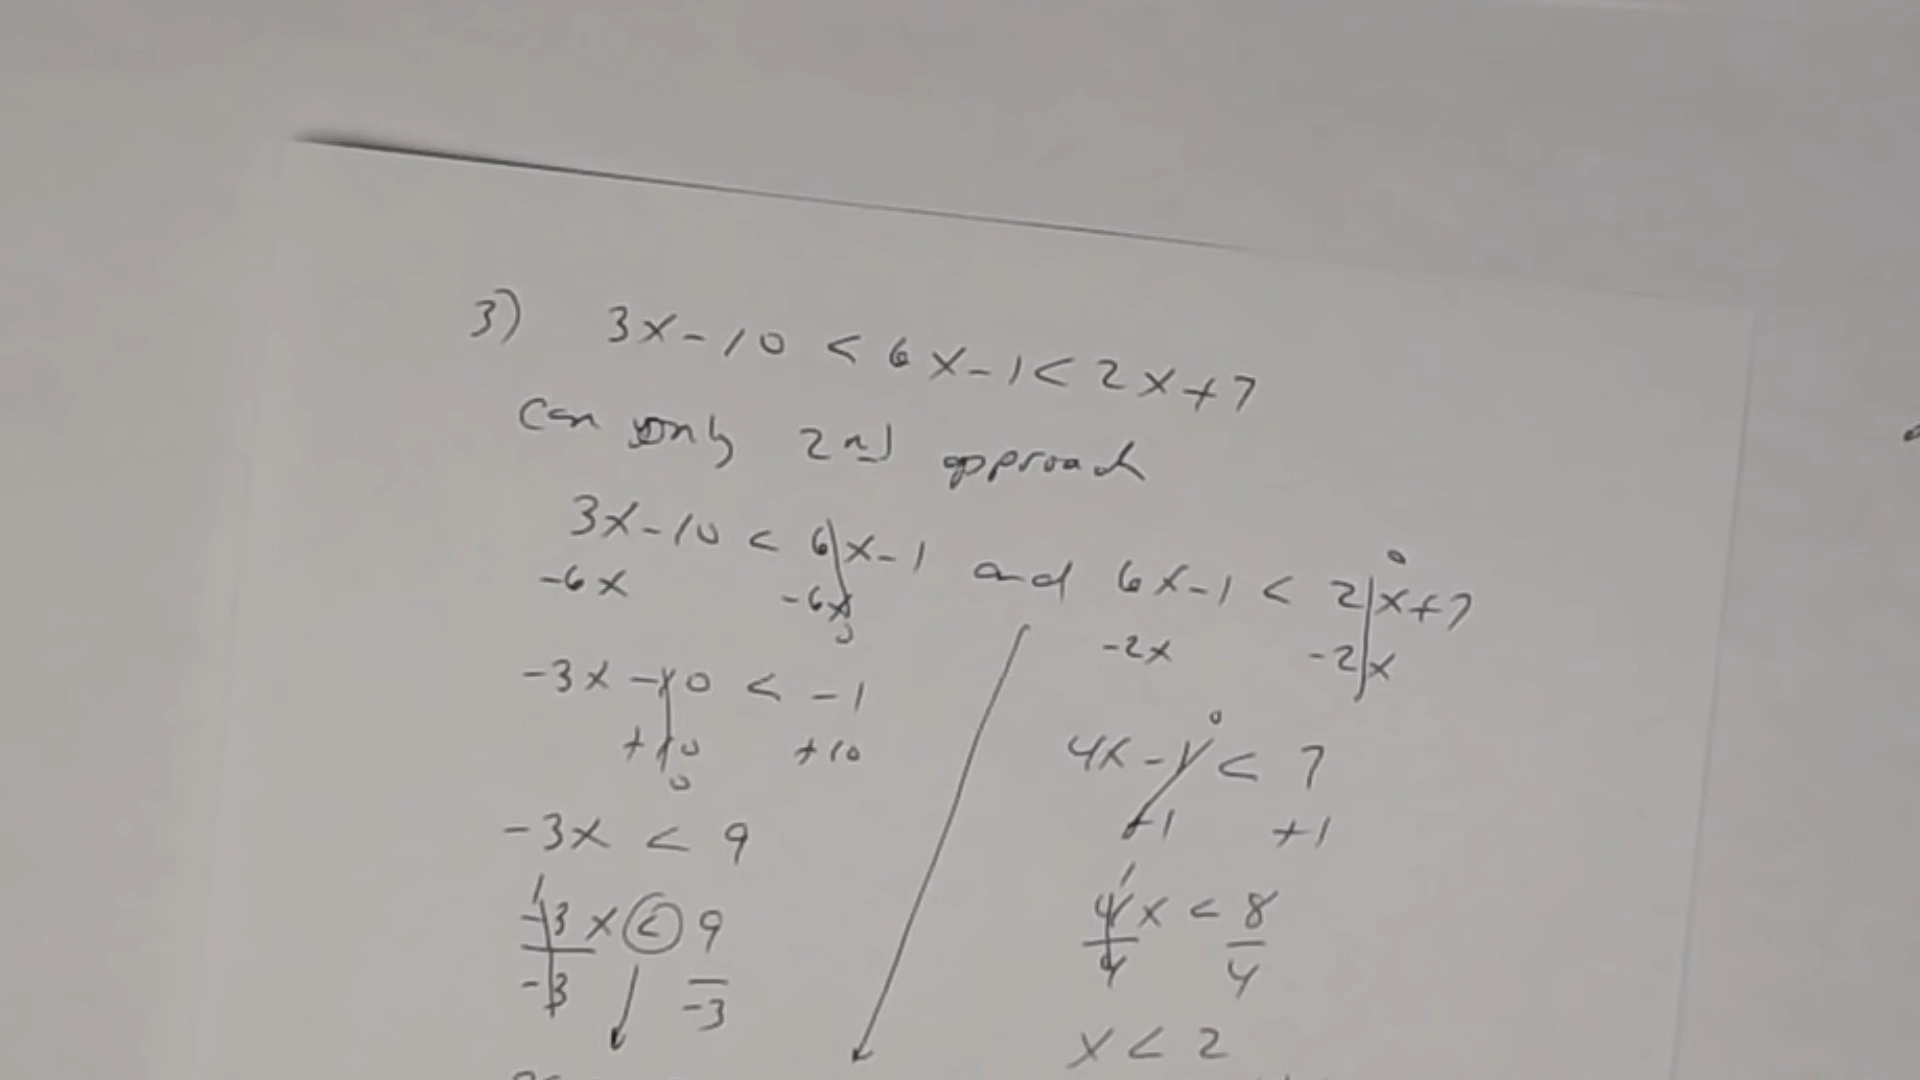 3) 3x-10 < 6x-1 < 2x+7
can only 2nd approach
3x-10 < 6x-1 and 6x-1 < 2x+7
-6x -6x -2x -2x
-3x -10 < -1 4x -1 < 7
+10 +10 +1 +1
-3x < 9 4x < 8
-3x < 9 4 4
-3 -3 x < 2